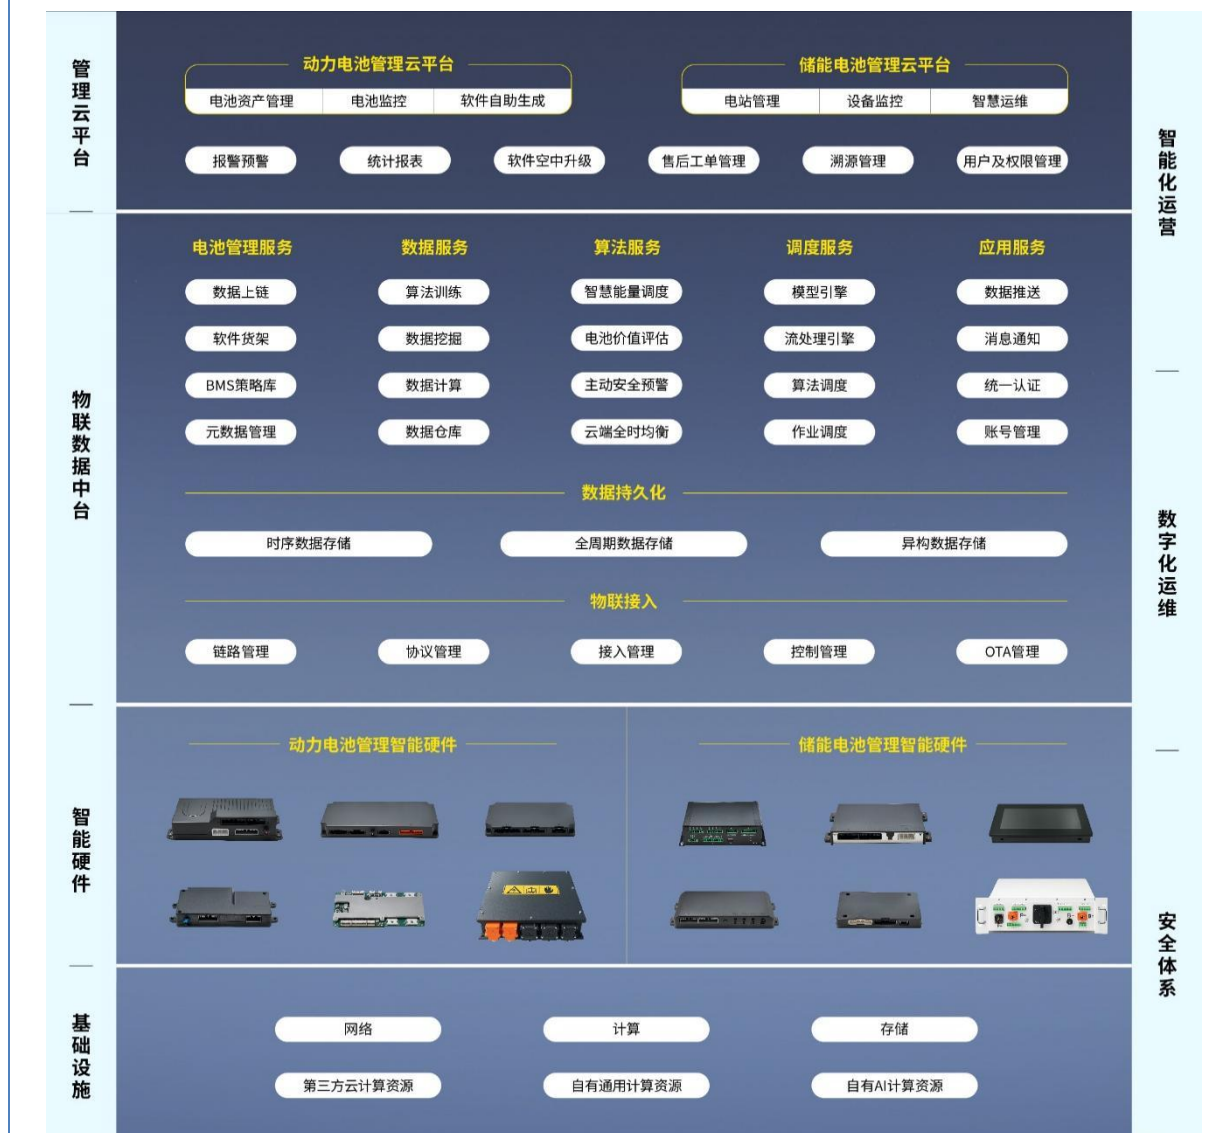 管理云平台
动力电池管理云平台
储能电池管理云平台
电池资产管理
电池监控
软件自助生成
电站管理
设备监控
智慧运维
报警预警
统计报表
软件空中升级
售后工单管理
溯源管理
用户及权限管理
智能化运营
物联数据中台
电池管理服务
数据服务
算法服务
调度服务
应用服务
数据上链
算法训练
智慧能量调度
模型引擎
数据推送
软件货架
数据挖掘
电池价值评估
流处理引擎
消息通知
BMS策略库
数据计算
主动安全预警
算法调度
统一认证
元数据管理
数据仓库
云端全时均衡
作业调度
账号管理
数据持久化
时序数据存储
全周期数据存储
异构数据存储
物联接入
链路管理
协议管理
接入管理
控制管理
OTA管理
数字化运维
智能硬件
动力电池管理智能硬件
储能电池管理智能硬件
安全体系
基础设施
网络
计算
存储
第三方云计算资源
自有通用计算资源
自有AI计算资源